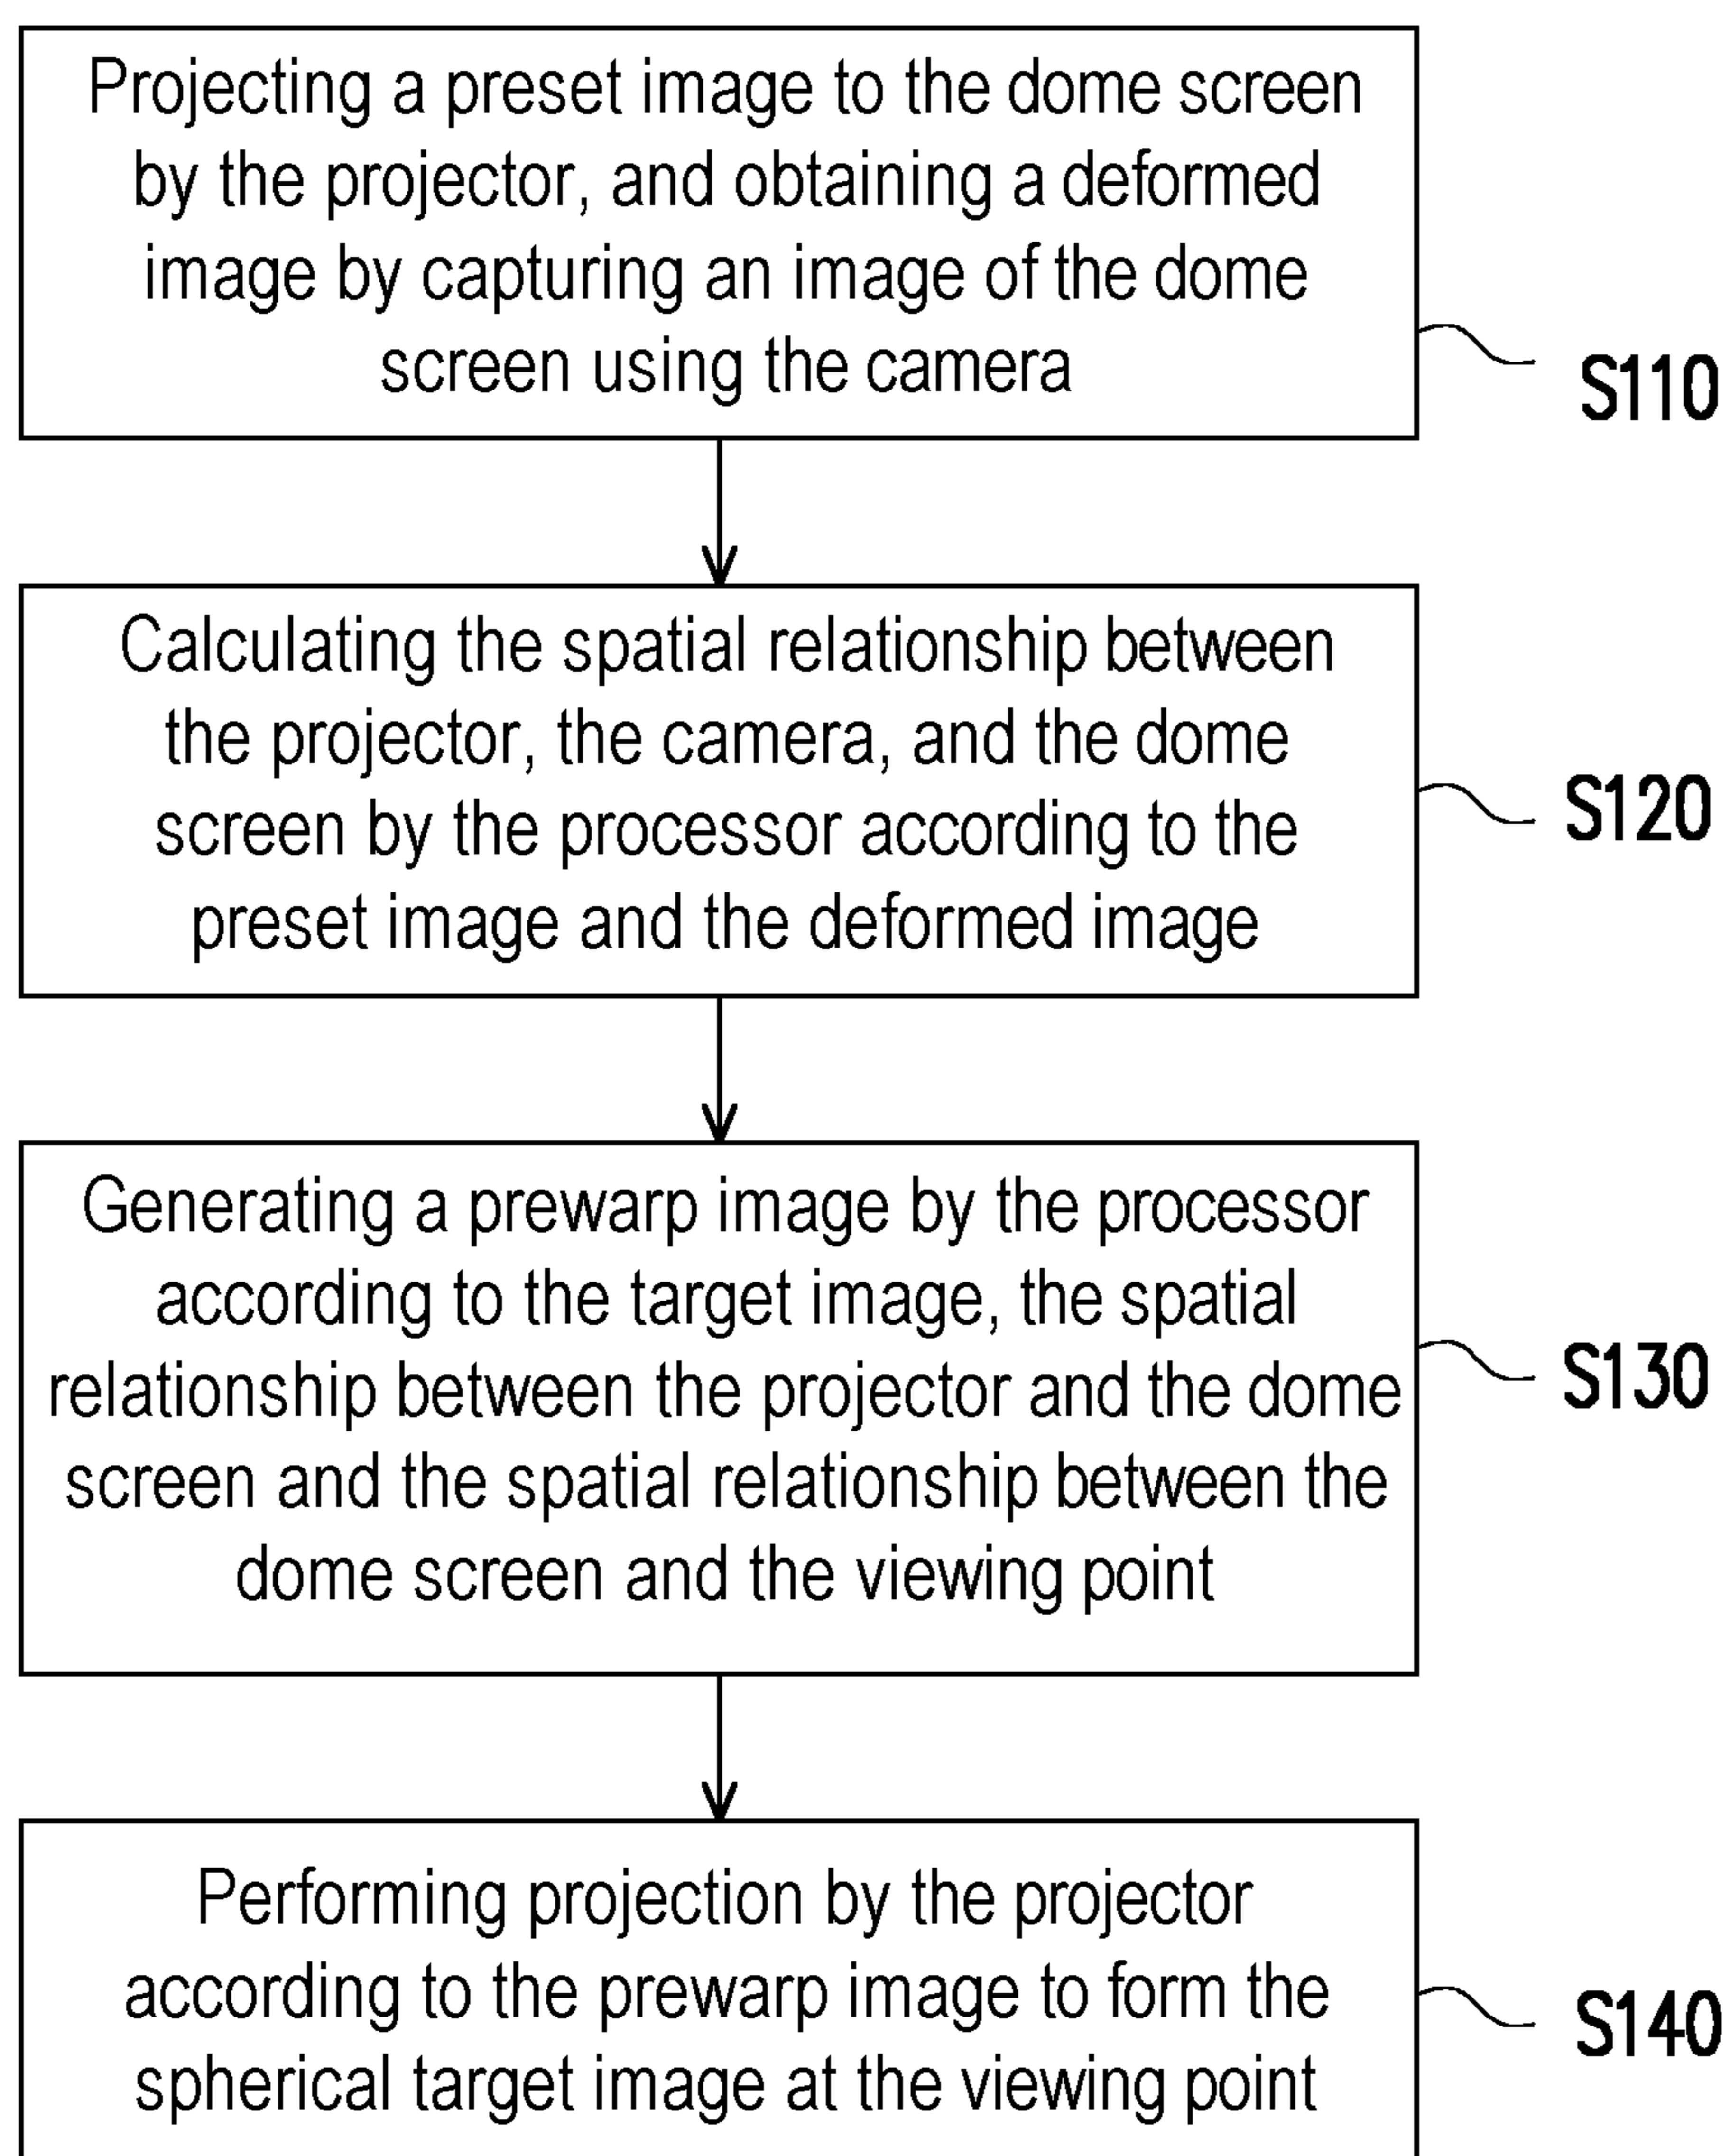 Projecting a preset image to the dome screen
by the projector, and obtaining a deformed
image by capturing an image of the dome
screen using the camera
S110
Calculating the spatial relationship between
the projector, the camera, and the dome
screen by the processor according to the
preset image and the deformed image
S120
Generating a prewarp image by the processor
according to the target image, the spatial
relationship between the projector and the dome
screen and the spatial relationship between the
dome screen and the viewing point
S130
Performing projection by the projector
according to the prewarp image to form the
spherical target image at the viewing point
S140